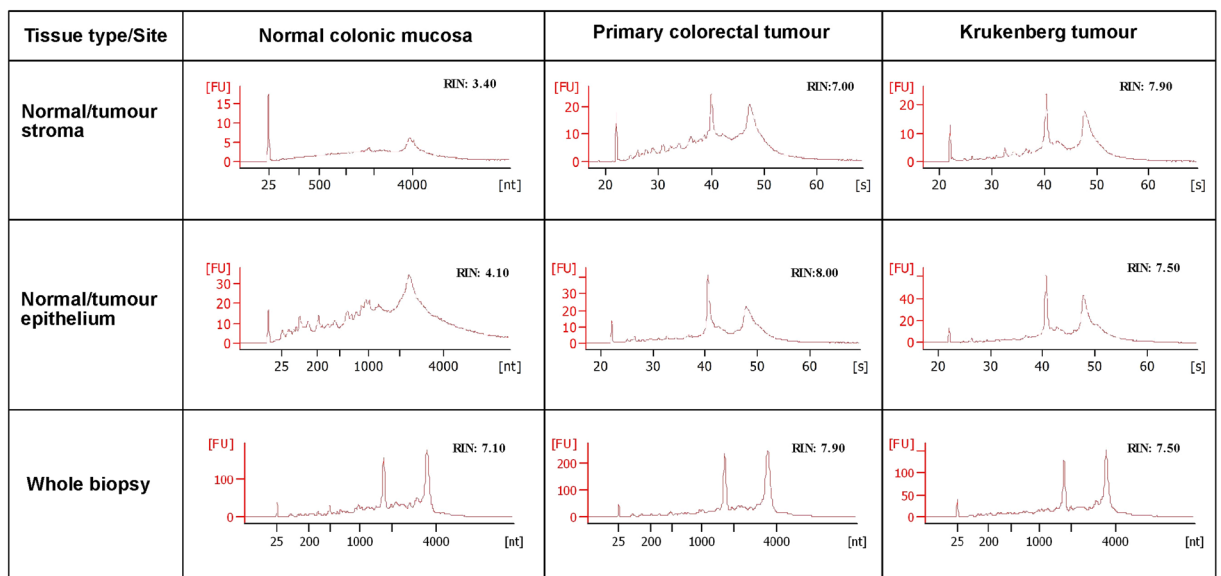 Tissue type/Site
Normal colonic mucosa
Primary colorectal tumour
Krukenberg tumour
Normal/tumour
stroma
[FU]
RIN: 3.40
15
10
5
0
25 500 4000 [nt]
[FU]
RIN:7.00
20
10
0
20 30 40 50 60 [s]
[FU]
RIN: 7.90
20
10
0
20 30 40 50 60 [s]
Normal/tumour
epithelium
[FU]
RIN: 4.10
30
20
10
0
25 200 1000 4000 [nt]
[FU]
RIN:8.00
30
20
10
0
20 30 40 50 60 [s]
[FU]
RIN: 7.50
40
20
0
20 30 40 50 60 [s]
Whole biopsy
[FU]
RIN: 7.10
100
0
25 200 1000 4000 [nt]
[FU]
RIN: 7.90
200
100
0
25 200 1000 4000 [nt]
[FU]
RIN: 7.50
100
50
0
25 200 1000 4000 [nt]